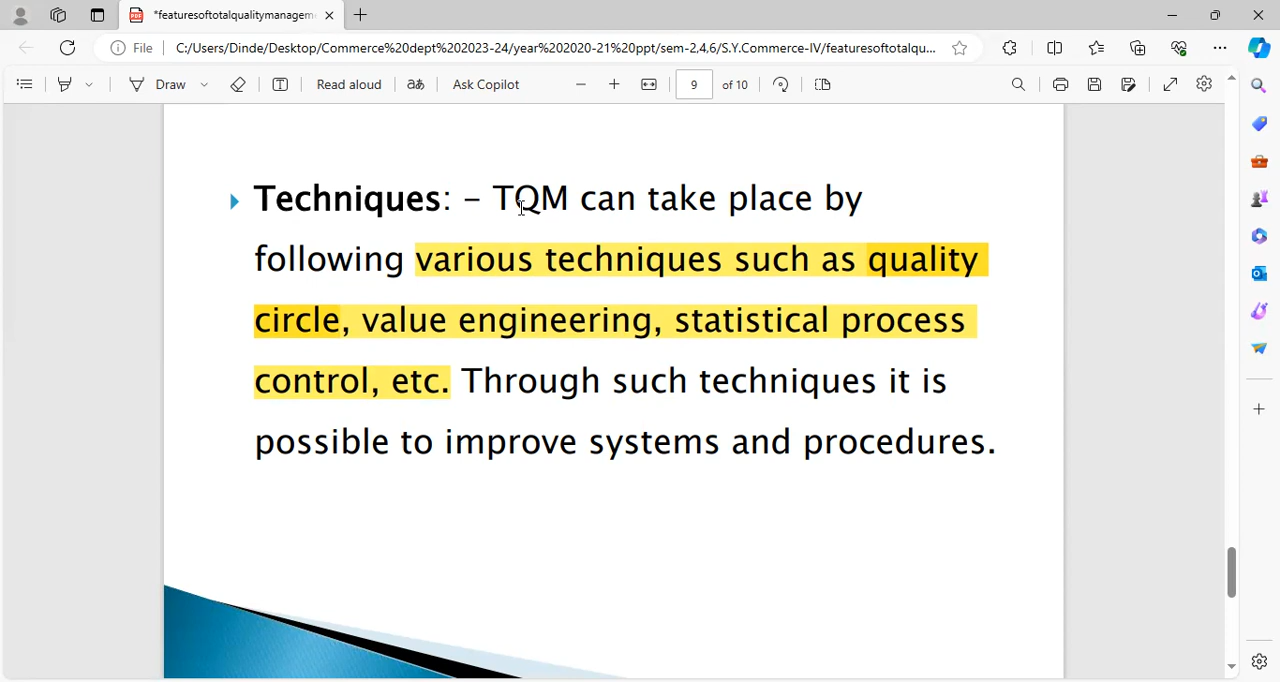 *featuresoftotalqualitymanagem
File C:/Users/Dinde/Desktop/Commerce%20dept%202023-24/year%202020-21%20ppt/sem-2,4,6/S.Y.Commerce-IV/featuresoftotalqu...
Draw Read aloud aあ Ask Copilot 9 of 10
Techniques: – TQM can take place by
following various techniques such as quality
circle, value engineering, statistical process
control, etc. Through such techniques it is
possible to improve systems and procedures.